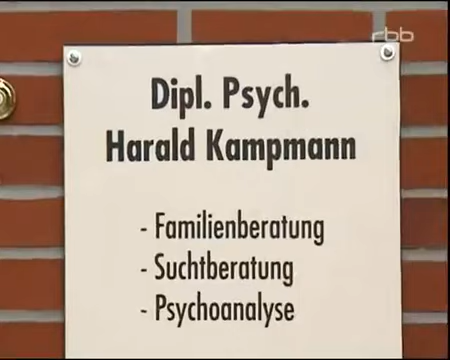 rbb
Dipl. Psych.
Harald Kampmann
- Familienberatung
- Suchtberatung
- Psychoanalyse